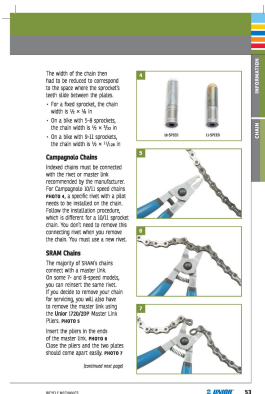 The width of the chain then
had to be reduced to correspond
to the space where the sprocket's
teeth slide between the plates.
• For a fixed sprocket, the chain
width is ½ × ⅛ in
• On a bike with 5-8 sprockets,
the chain width is ½ × ³⁄₃₂ in
• On a bike with 9-11 sprockets,
the chain width is ½ × ¹¹⁄₁₂₈ in
Campagnolo Chains
Indexed chains must be connected
with the rivet or master link
recommended by the manufacturer.
For Campagnolo 10/11 speed chains
PHOTO 4, a specific rivet with a pilot
needs to be installed on the chain.
Follow the installation procedure,
which is different for a 10/11 sprocket
chain. You don't need to remove this
connecting rivet when you remove
the chain. You must use a new rivet.
SRAM Chains
The majority of SRAM's chains
connect with a master link.
On some 7- and 8-speed models,
you can reinsert the same rivet.
If you decide to remove your chain
for servicing, you will also have
to remove the master link using
the Unior 1720/2DP Master Link
Pliers. PHOTO 5
Insert the pliers in the ends
of the master link. PHOTO 6
Close the pliers and the two plates
should come apart easily. PHOTO 7
(continued next page)
4
10-SPEED
11-SPEED
5
6
7
INFORMATION
CHAIN
BICYCLE MECHANICS
UNIOR
53